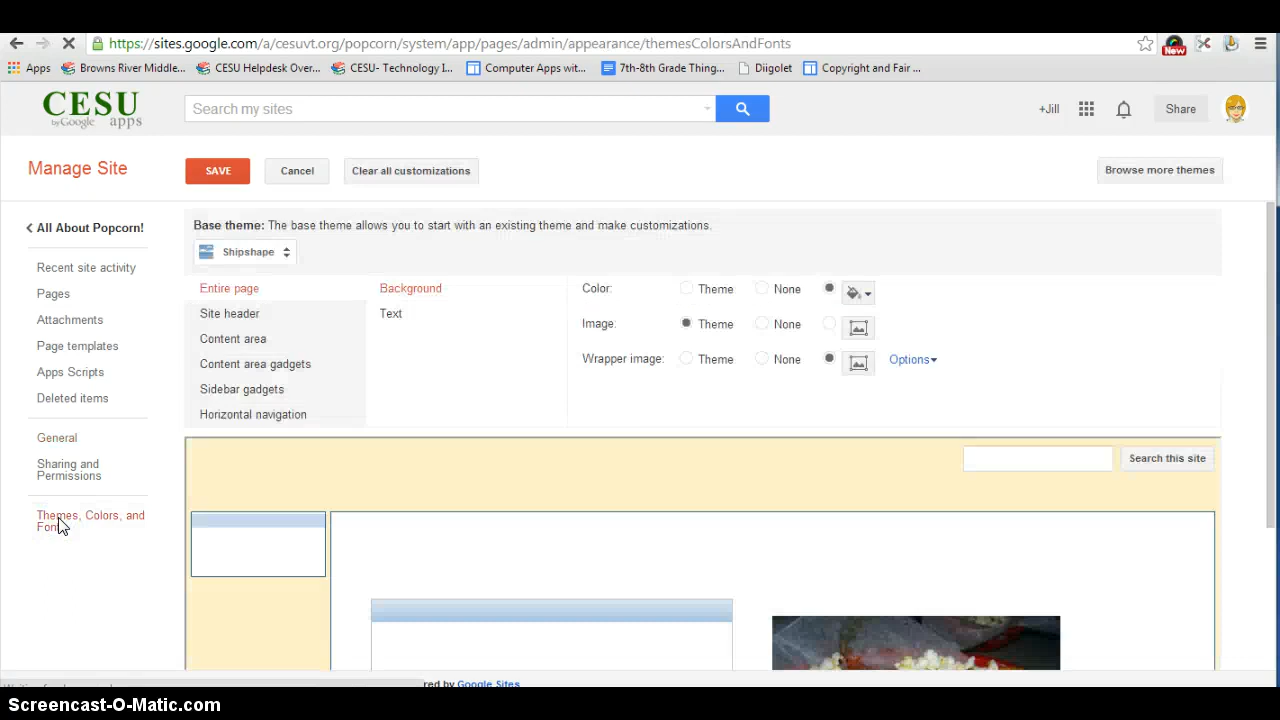 https://sites.google.com/a/cesuvt.org/popcorn/system/app/pages/admin/appearance/themesColorsAndFonts
New
Apps Browns River Middle... CESU Helpdesk Over... CESU- Technology I... Computer Apps wit... 7th-8th Grade Thing... Diigolet Copyright and Fair ...
CESU
by Google apps
Search my sites
+Jill
Share
Manage Site
SAVE
Cancel
Clear all customizations
Browse more themes
All About Popcorn!
Recent site activity
Pages
Attachments
Page templates
Apps Scripts
Deleted items
General
Sharing and
Permissions
Themes, Colors, and
Base theme: The base theme allows you to start with an existing theme and make customizations.
Shipshape
Entire page
Site header
Content area
Content area gadgets
Sidebar gadgets
Horizontal navigation
Background
Text
Color: Theme None
Image: Theme None
Wrapper image: Theme None Options
Search this site
Google Sites
Screencast-O-Matic.com